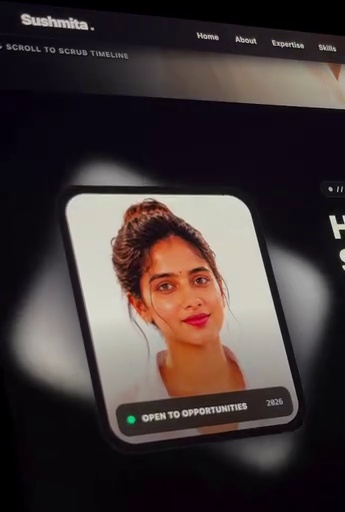 Sushmita.
Home About Expertise Skills
SCROLL TO SCRUB TIMELINE
//
H
S
OPEN TO OPPORTUNITIES 2026